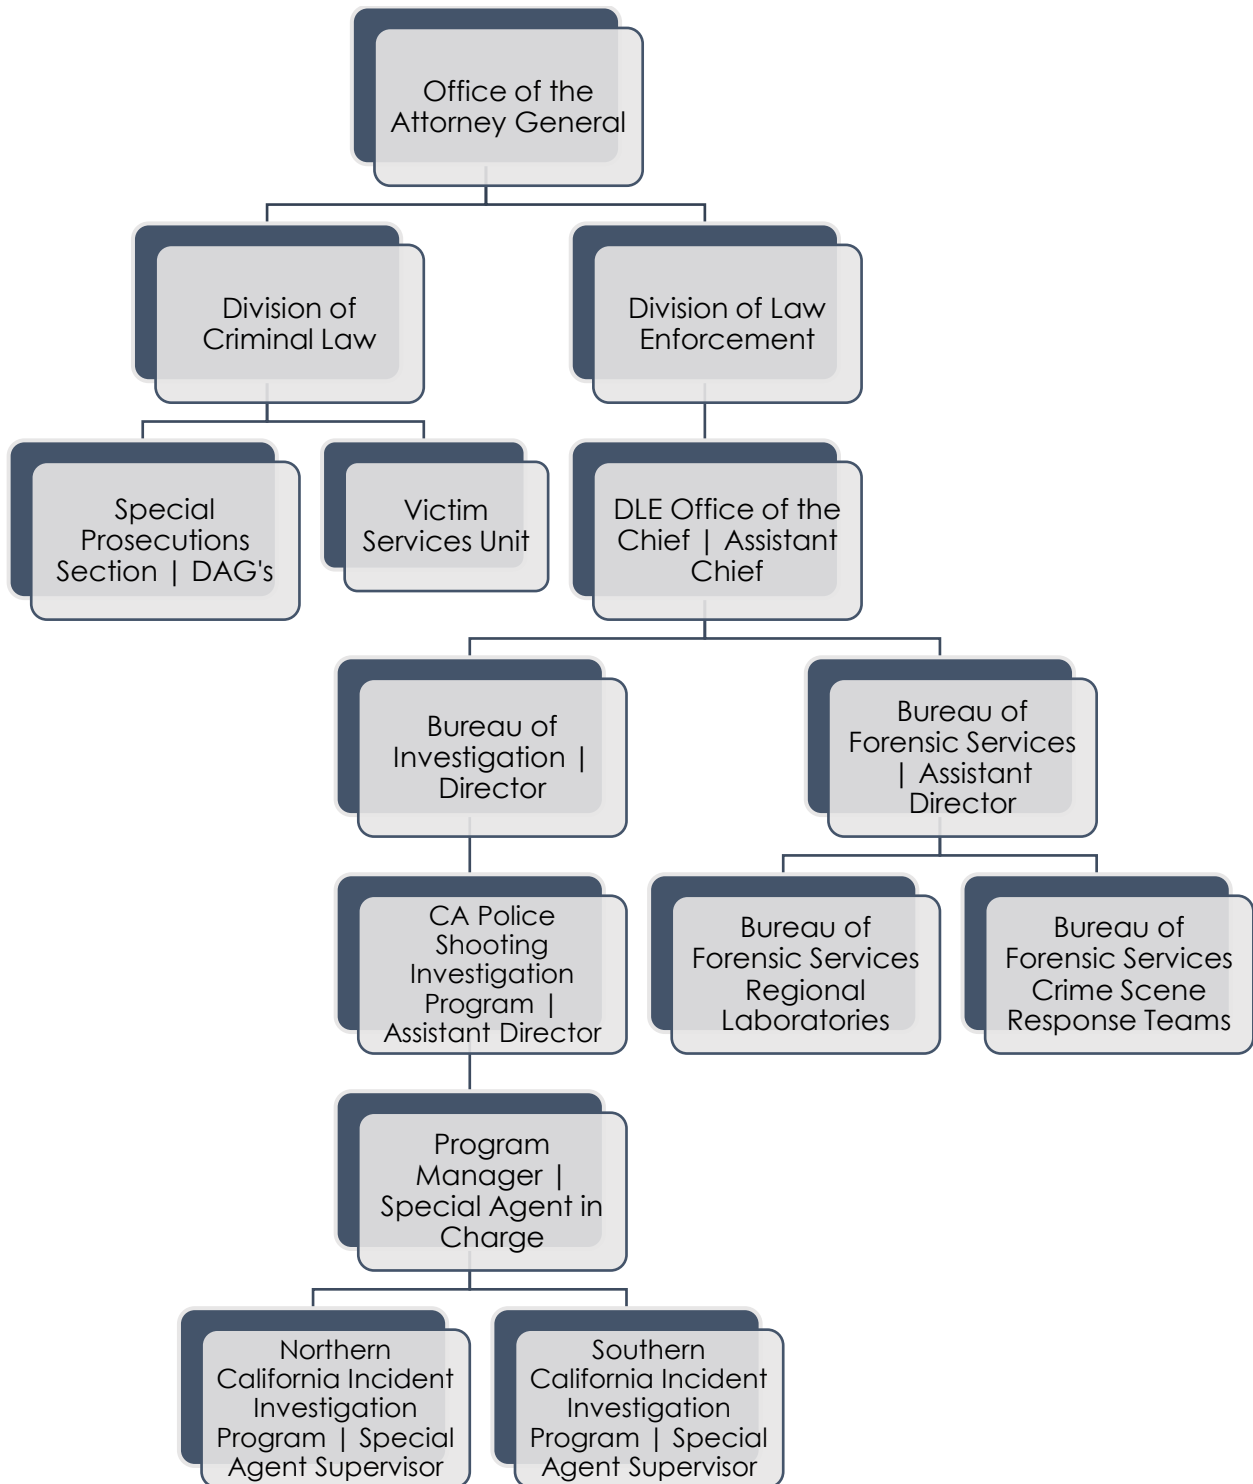 Office of the
Attorney General
Division of
Criminal Law
Division of Law
Enforcement
Special
Prosecutions
Section | DAG's
Victim
Services Unit
DLE Office of the
Chief | Assistant
Chief
Bureau of
Investigation |
Director
Bureau of
Forensic Services
| Assistant
Director
CA Police
Shooting
Investigation
Program |
Assistant Director
Bureau of
Forensic Services
Regional
Laboratories
Bureau of
Forensic Services
Crime Scene
Response Teams
Program
Manager |
Special Agent in
Charge
Northern
California Incident
Investigation
Program | Special
Agent Supervisor
Southern
California Incident
Investigation
Program | Special
Agent Supervisor